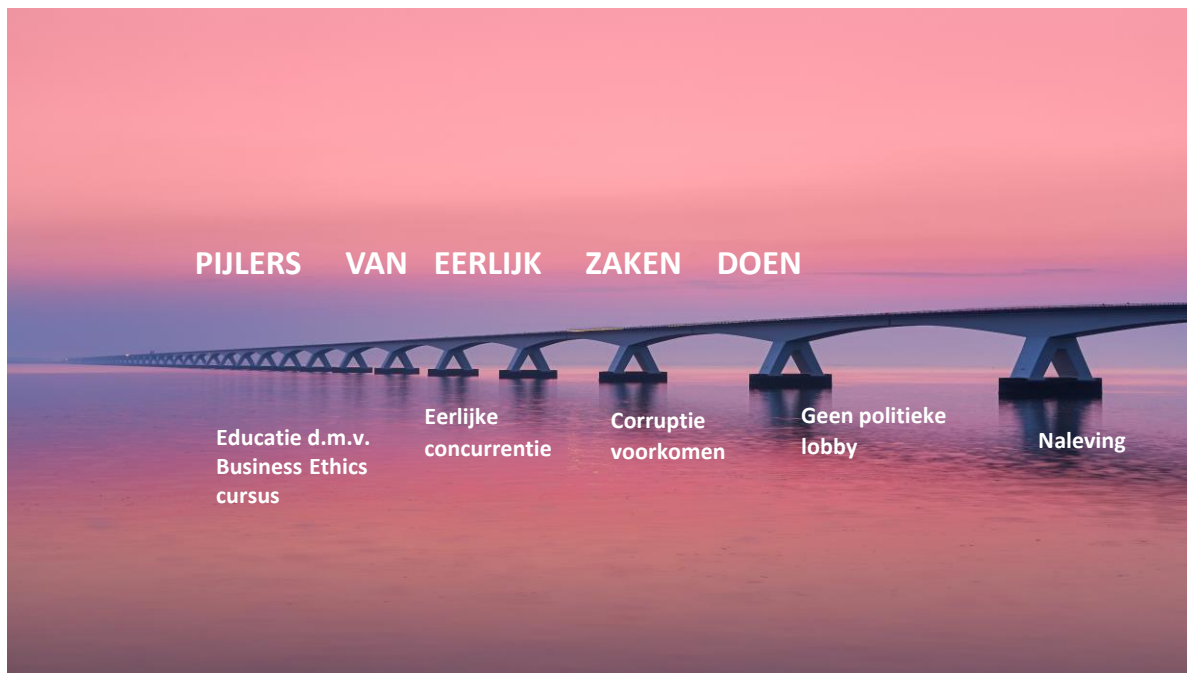 PIJLERS VAN EERLIJK ZAKEN DOEN
Educatie d.m.v.
Business Ethics
cursus
Eerlijke
concurrentie
Corruptie
voorkomen
Geen politieke
lobby
Naleving